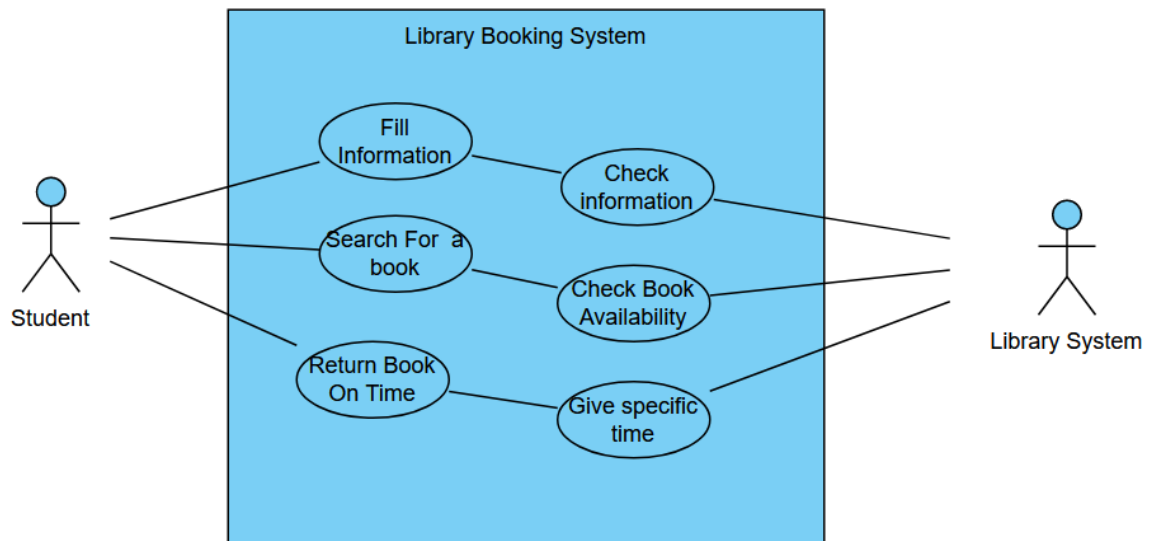 Library Booking System
Fill
Information
Check
information
Search For a
book
Check Book
Availability
Student
Library System
Return Book
On Time
Give specific
time